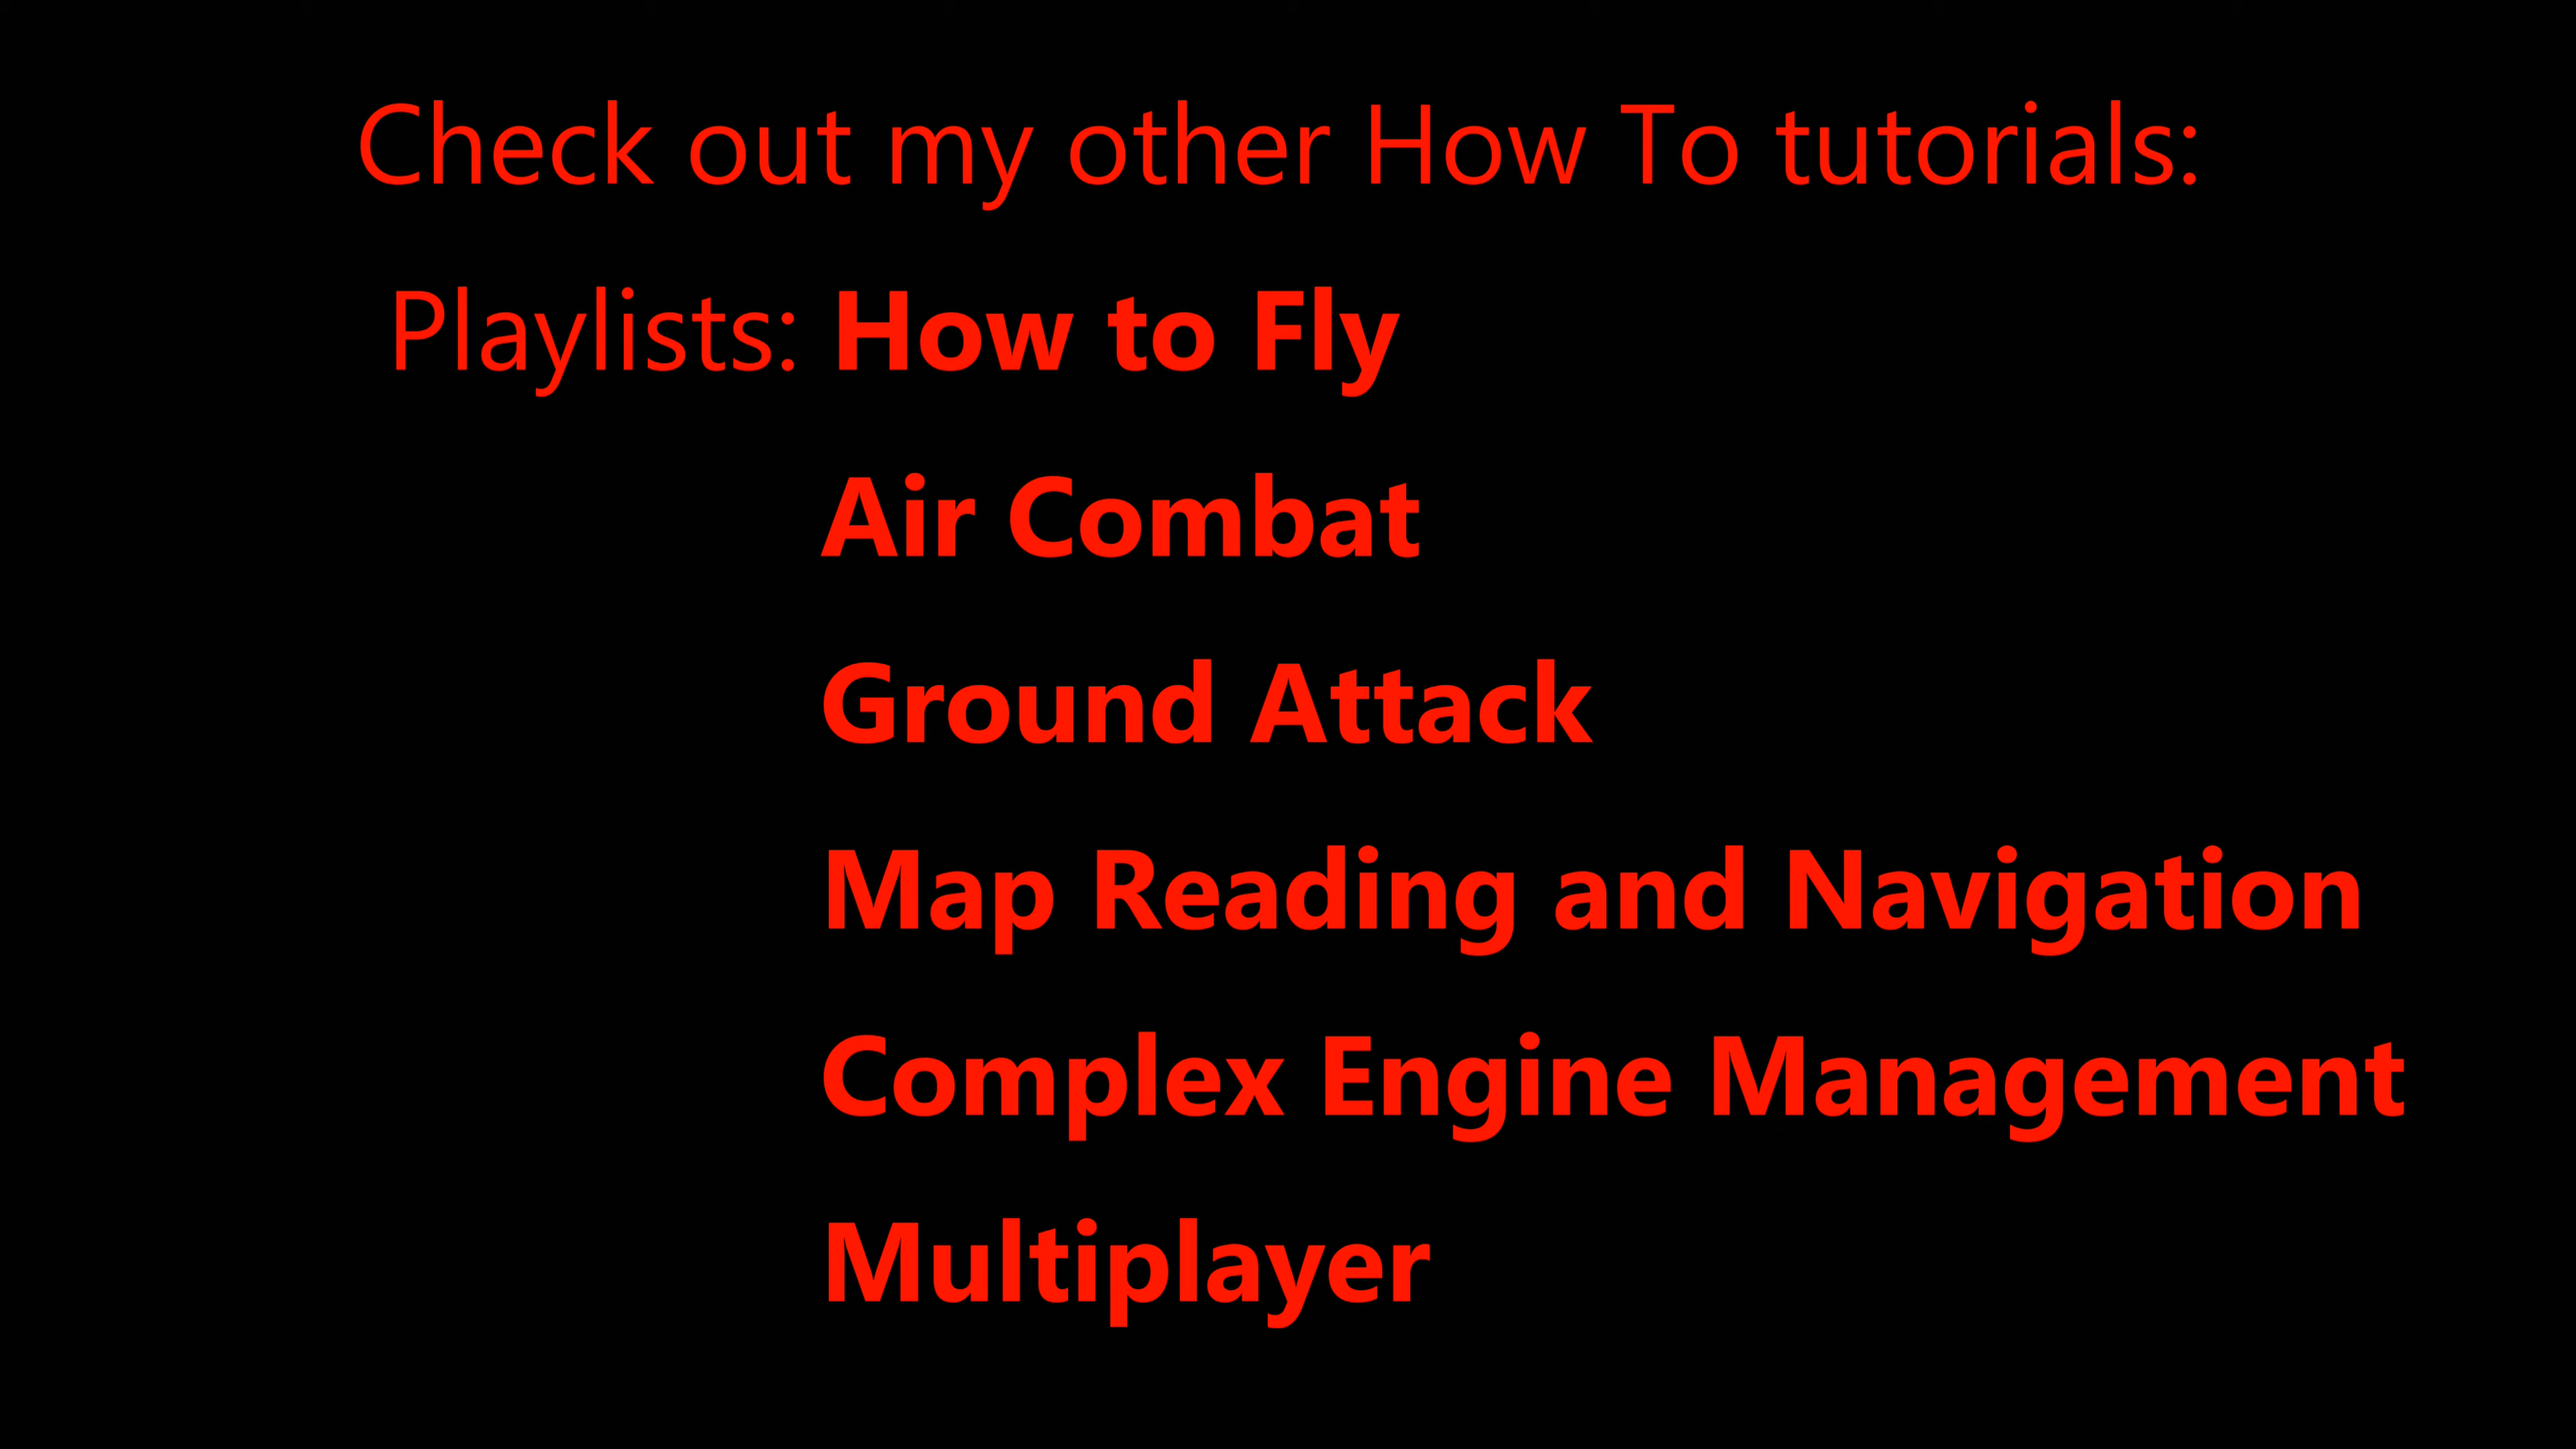 Check out my other How To tutorials:
Playlists: How to Fly
Air Combat
Ground Attack
Map Reading and Navigation
Complex Engine Management
Multiplayer